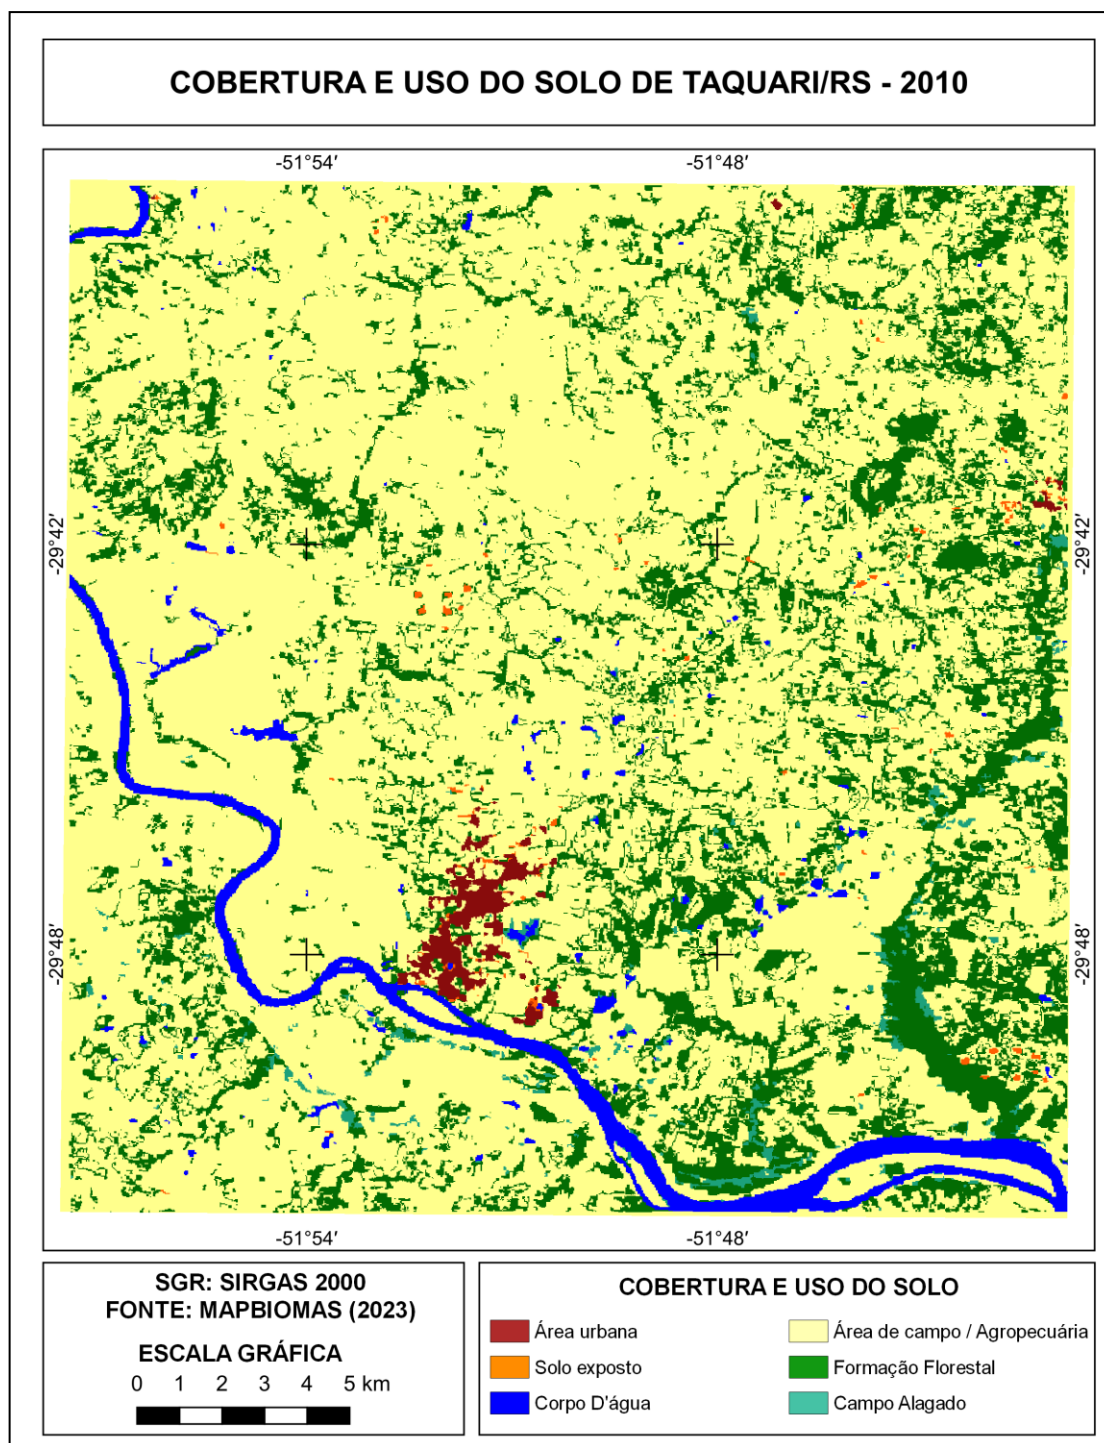 COBERTURA E USO DO SOLO DE TAQUARI/RS - 2010
-51°54' -51°48'
-29°42' -29°42'
-29°48' -29°48'
-51°54' -51°48'
SGR: SIRGAS 2000
FONTE: MAPBIOMAS (2023)
ESCALA GRÁFICA
0 1 2 3 4 5 km
COBERTURA E USO DO SOLO
Área urbana
Solo exposto
Corpo D'água
Área de campo / Agropecuária
Formação Florestal
Campo Alagado